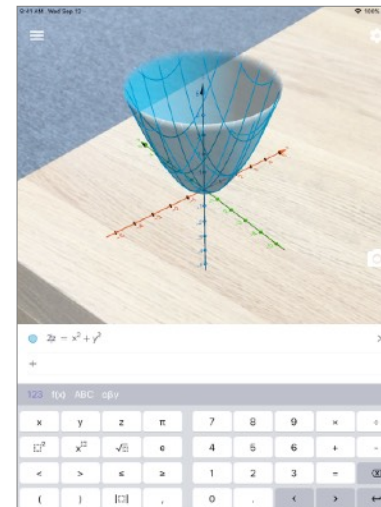 9:41 AM Wed Sep 12 100%
2z = x² + y²
123 f(x) ABC αβγ
x y z π 7 8 9 × ÷
√ e 4 5 6 + -
< > ≤ ≥ 1 2 3 =
( ) , 0 . < >